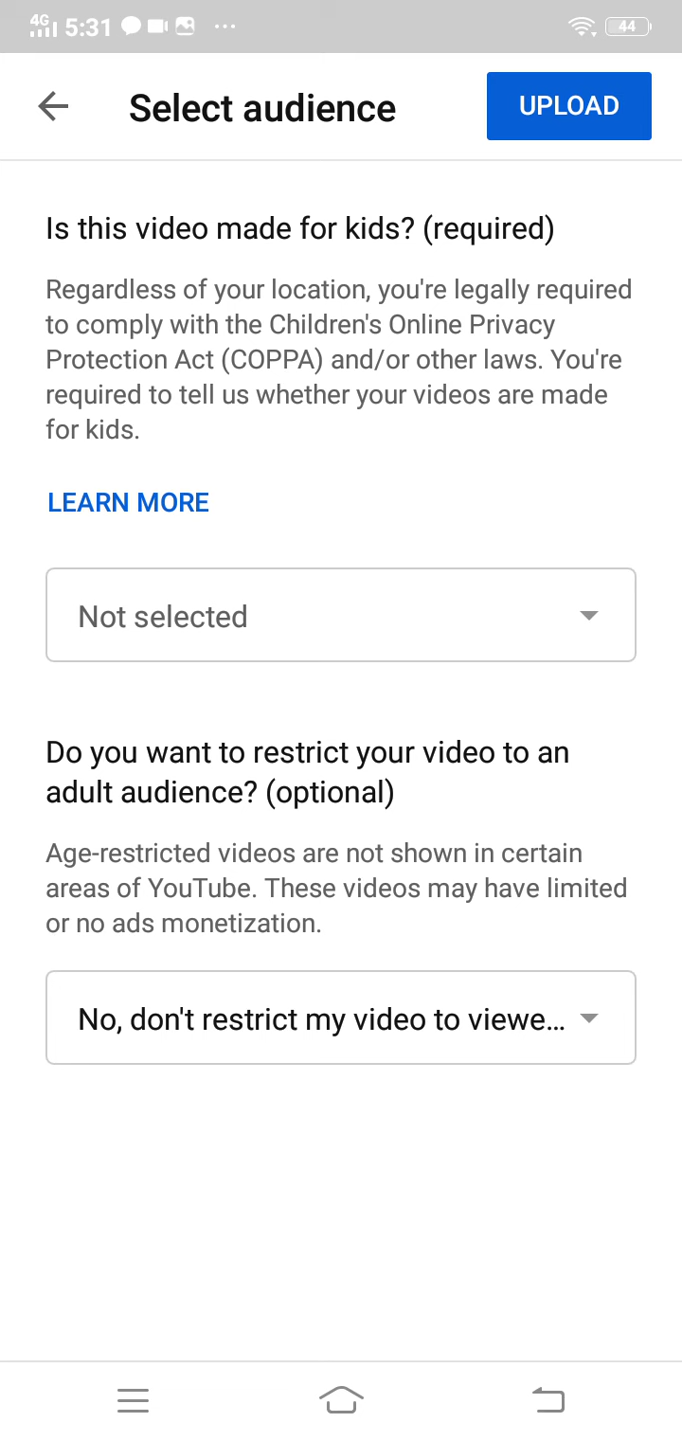 4G 5:31 ... 44
Select audience UPLOAD
Is this video made for kids? (required)
Regardless of your location, you're legally required
to comply with the Children's Online Privacy
Protection Act (COPPA) and/or other laws. You're
required to tell us whether your videos are made
for kids.
LEARN MORE
Not selected
Do you want to restrict your video to an
adult audience? (optional)
Age-restricted videos are not shown in certain
areas of YouTube. These videos may have limited
or no ads monetization.
No, don't restrict my video to viewe...